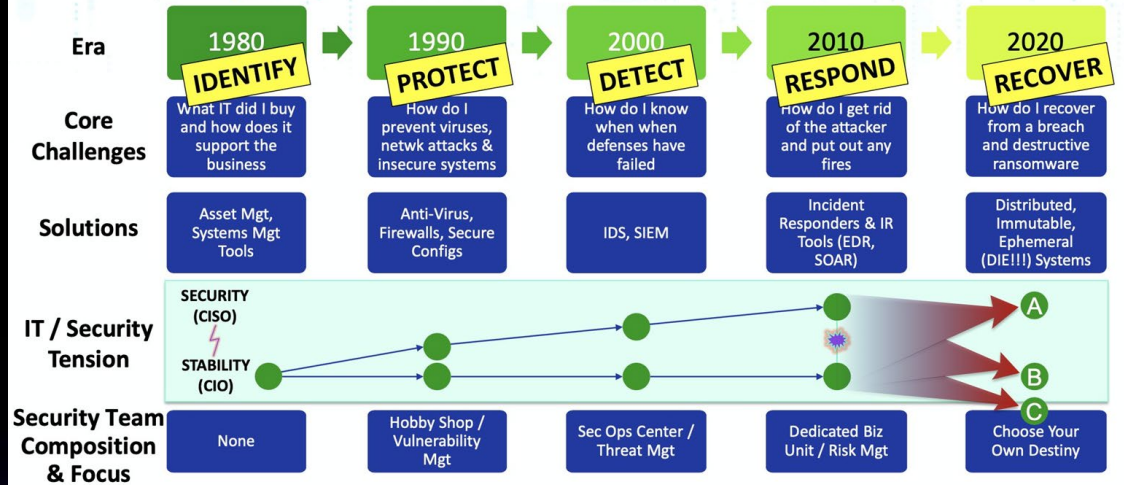 Era
1980
1990
2000
2010
2020
IDENTIFY
PROTECT
DETECT
RESPOND
RECOVER
Core
Challenges
What IT did I buy
and how does it
support the
business
How do I
prevent viruses,
netwk attacks &
insecure systems
How do I know
when when
defenses have
failed
How do I get rid
of the attacker
and put out any
fires
How do I recover
from a breach
and destructive
ransomware
Solutions
Asset Mgt,
Systems Mgt
Tools
Anti-Virus,
Firewalls, Secure
Configs
IDS, SIEM
Incident
Responders & IR
Tools (EDR,
SOAR)
Distributed,
Immutable,
Ephemeral
(DIE!!!) Systems
IT / Security
Tension
SECURITY
(CISO)
STABILITY
(CIO)
A
B
C
Security Team
Composition
& Focus
None
Hobby Shop /
Vulnerability
Mgt
Sec Ops Center /
Threat Mgt
Dedicated Biz
Unit / Risk Mgt
Choose Your
Own Destiny